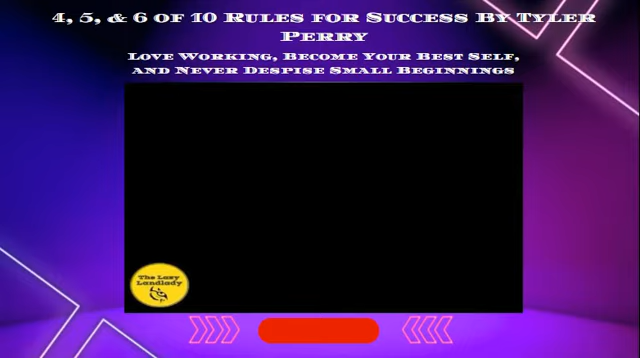 4, 5, & 6 of 10 Rules for Success By Tyler
Perry
Love Working, Become Your Best Self,
and Never Despise Small Beginnings
The Lazy
Landlady